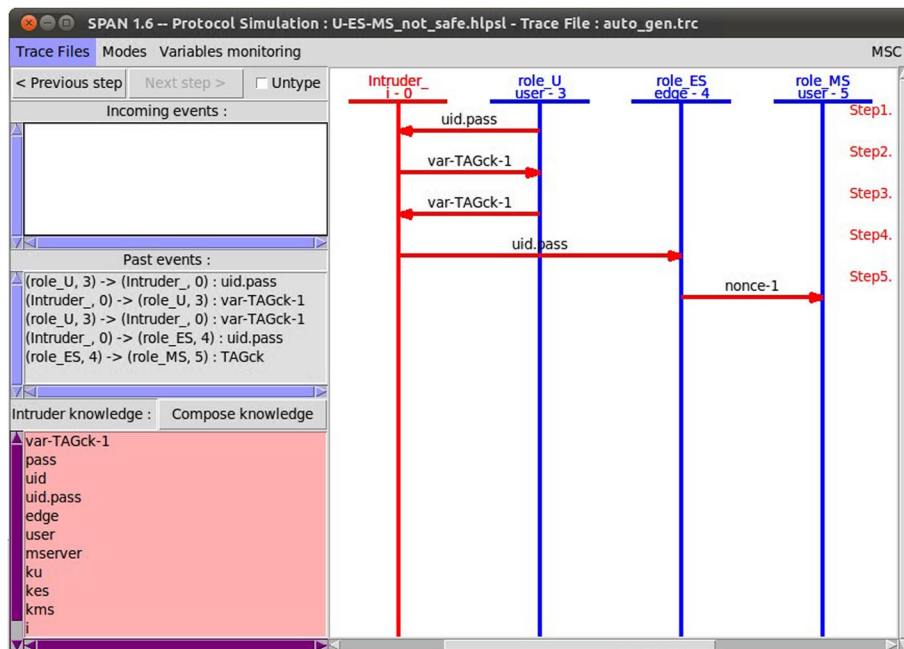 SPAN 1.6 -- Protocol Simulation : U-ES-MS_not_safe.hlpsl - Trace File : auto_gen.trc
Trace Files Modes Variables monitoring MSC
< Previous step Next step > Untype
Incoming events :
Past events :
(role_U, 3) -> (Intruder_, 0) : uid.pass
(Intruder_, 0) -> (role_U, 3) : var-TAGck-1
(role_U, 3) -> (Intruder_, 0) : var-TAGck-1
(Intruder_, 0) -> (role_ES, 4) : uid.pass
(role_ES, 4) -> (role_MS, 5) : TAGck
Intruder knowledge : Compose knowledge
var-TAGck-1
pass
uid
uid.pass
edge
user
mserver
ku
kes
kms
i
Intruder_ role_U role_ES role_MS
i - 0 user - 3 edge - 4 user - 5
Step1.
uid.pass
Step2.
var-TAGck-1
Step3.
var-TAGck-1
Step4.
uid.pass
Step5.
nonce-1